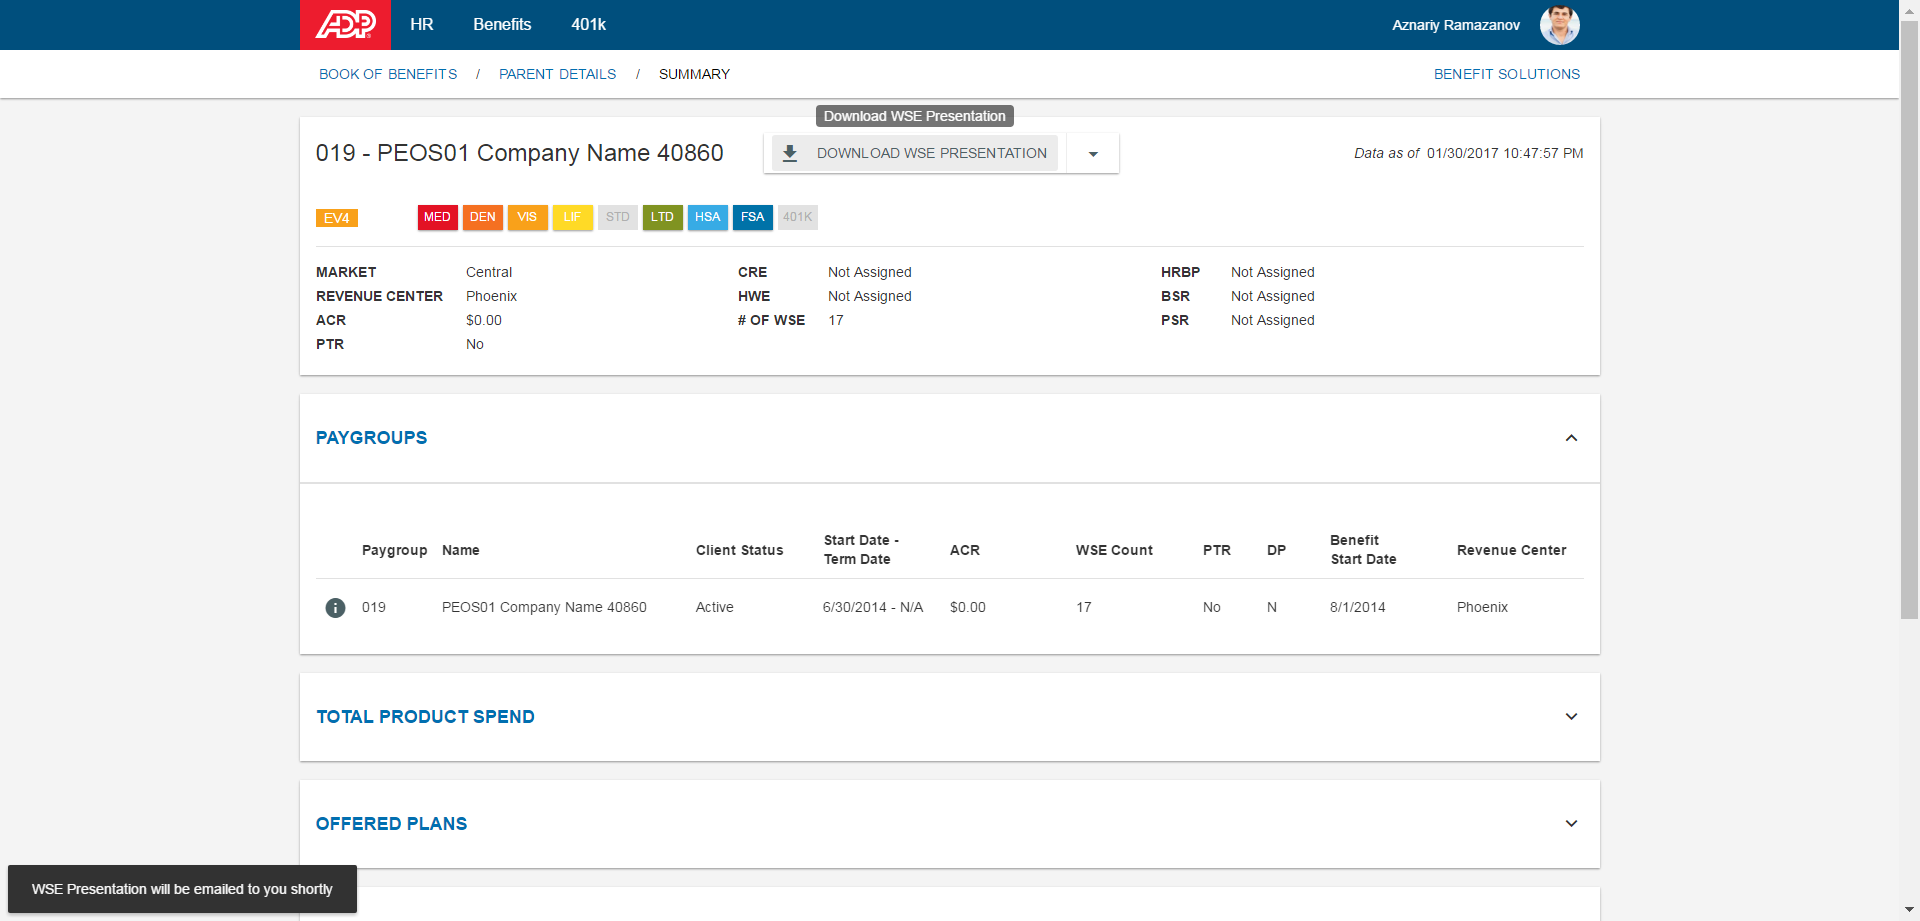 ADP HR Benefits 401k Aznariy Ramazanov
BOOK OF BENEFITS / PARENT DETAILS / SUMMARY BENEFIT SOLUTIONS
Download WSE Presentation
019 - PEOS01 Company Name 40860 DOWNLOAD WSE PRESENTATION Data as of 01/30/2017 10:47:57 PM
EV4 MED DEN VIS LIF STD LTD HSA FSA 401K
MARKET Central CRE Not Assigned HRBP Not Assigned
REVENUE CENTER Phoenix HWE Not Assigned BSR Not Assigned
ACR $0.00 # OF WSE 17 PSR Not Assigned
PTR No
PAYGROUPS
Paygroup Name Client Status Start Date - Term Date ACR WSE Count PTR DP Benefit Start Date Revenue Center
019 PEOS01 Company Name 40860 Active 6/30/2014 - N/A $0.00 17 No N 8/1/2014 Phoenix
TOTAL PRODUCT SPEND
OFFERED PLANS
WSE Presentation will be emailed to you shortly